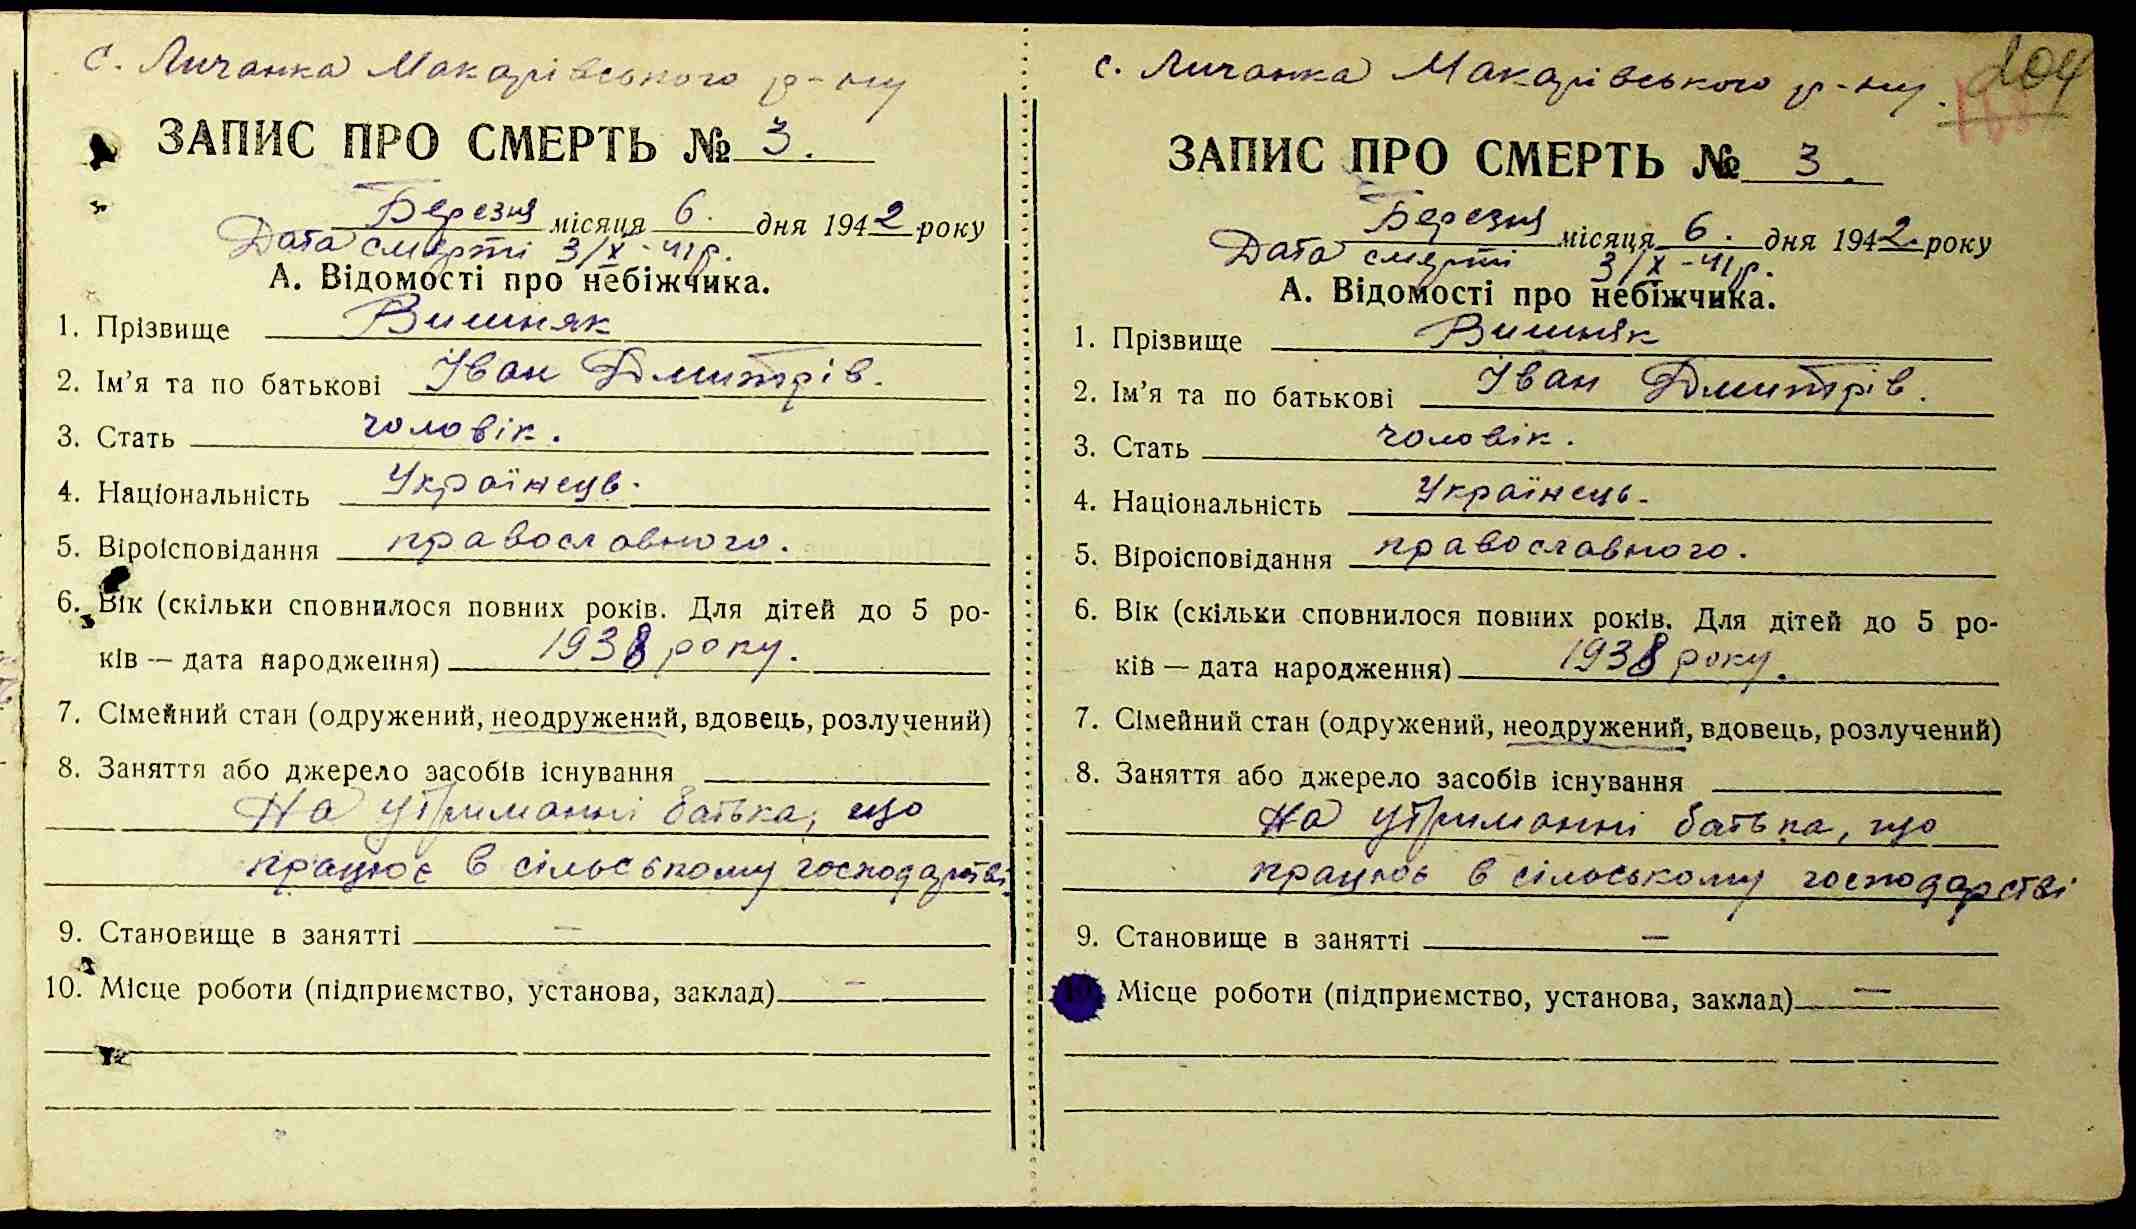 с. Личанка Макарівського р-ну
ЗАПИС ПРО СМЕРТЬ № 3.
Березня місяця 6. дня 1942 року
Дата смерті 3/X-41р.
А. Відомості про небіжчика.
1. Прізвище Вишняк
2. Ім'я та по батькові Іван Дмитрів.
3. Стать чоловік.
4. Національність Українець.
5. Віроісповідання православного.
6. Вік (скільки сповнилося повних років. Для дітей до 5 ро-
ків — дата народження) 1938 року.
7. Сімейний стан (одружений, неодружений, вдовець, розлучений)
8. Заняття або джерело засобів існування
На утриманні батька, що
працює в сільському господарстві
9. Становище в занятті —
10. Місце роботи (підприємство, установа, заклад) —
с. Личанка Макарівського р-ну.
204
ЗАПИС ПРО СМЕРТЬ № 3.
Березня місяця 6. дня 1942. року
Дата смерті 3/X-41р.
А. Відомості про небіжчика.
1. Прізвище Вишняк
2. Ім'я та по батькові Іван Дмитрів.
3. Стать чоловік.
4. Національність Українець.
5. Віроісповідання православного.
6. Вік (скільки сповнилося повних років. Для дітей до 5 ро-
ків — дата народження) 1938 року.
7. Сімейний стан (одружений, неодружений, вдовець, розлучений)
8. Заняття або джерело засобів існування
На утриманні батька, що
працює в сільському господарстві
9. Становище в занятті —
Місце роботи (підприємство, установа, заклад) —